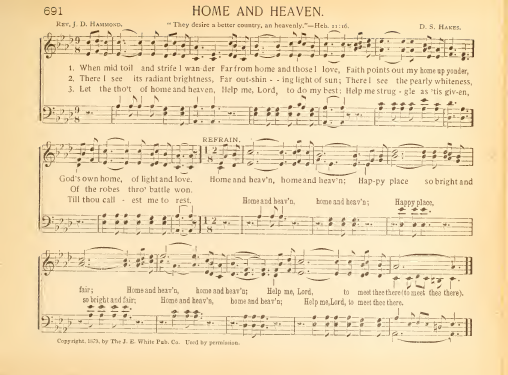 691
HOME AND HEAVEN.
REV. J. D. HAMMOND. "They desire a better country, an heavenly."—Heb. 11:16. D. S. HAKES.
1. When mid toil and strife I wander Far from home and those I love, Faith points out my home up yonder,
2. There I see its radiant brightness, Far out-shin - - ing light of sun; There I see the pearly whiteness,
3. Let the tho't of home and heaven, Help me, Lord, to do my best; Help me strug - gle as 'tis giv-en,
REFRAIN.
God's own home, of light and love. Home and heav'n, home and heav'n; Hap-py place so bright and
Of the robes thro' battle won.
Till thou call - est me to rest. Home and heav'n, home and heav'n; Happy place,
fair; Home and heav'n; home and heav'n; Help me, Lord, to meet thee there (to meet thee there).
so bright and fair; Home and heav'n; home and heav'n; Help me, Lord, to meet thee there.
Copyright, 1879, by The J. E. White Pub. Co. Used by permission.